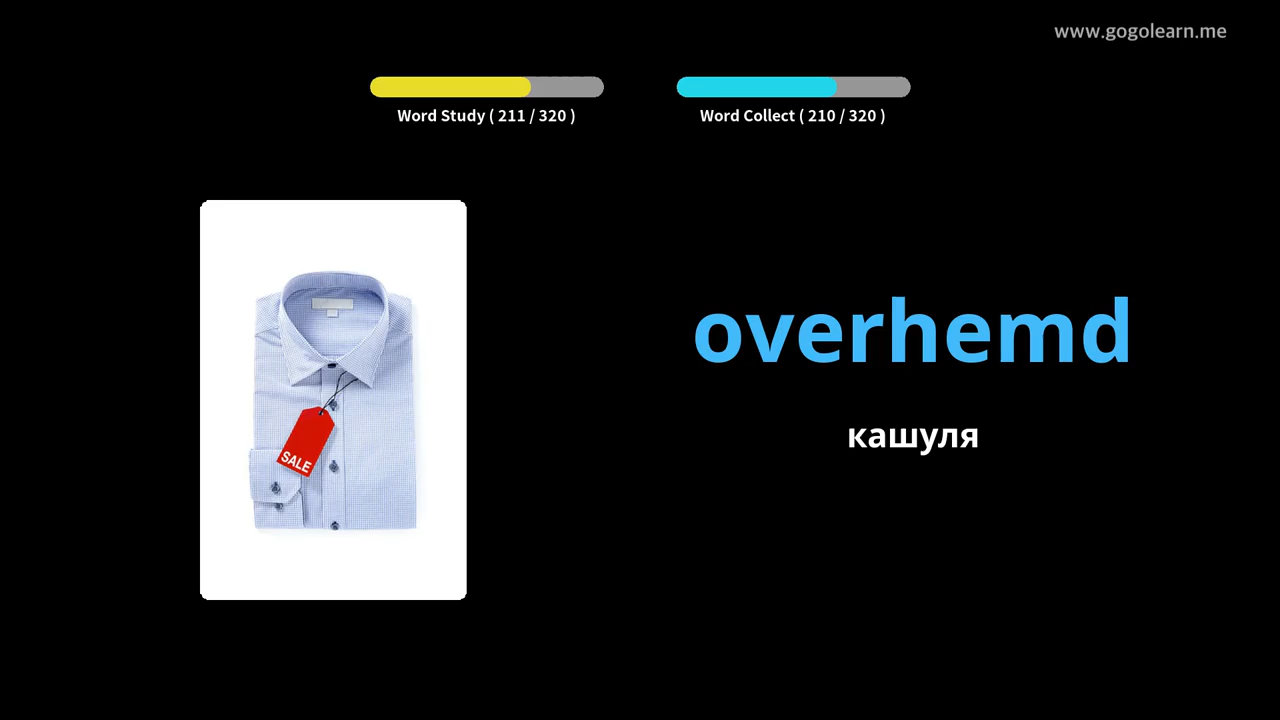 www.gogolearn.me
Word Study ( 211 / 320 )
Word Collect ( 210 / 320 )
overhemd
кашуля
SALE